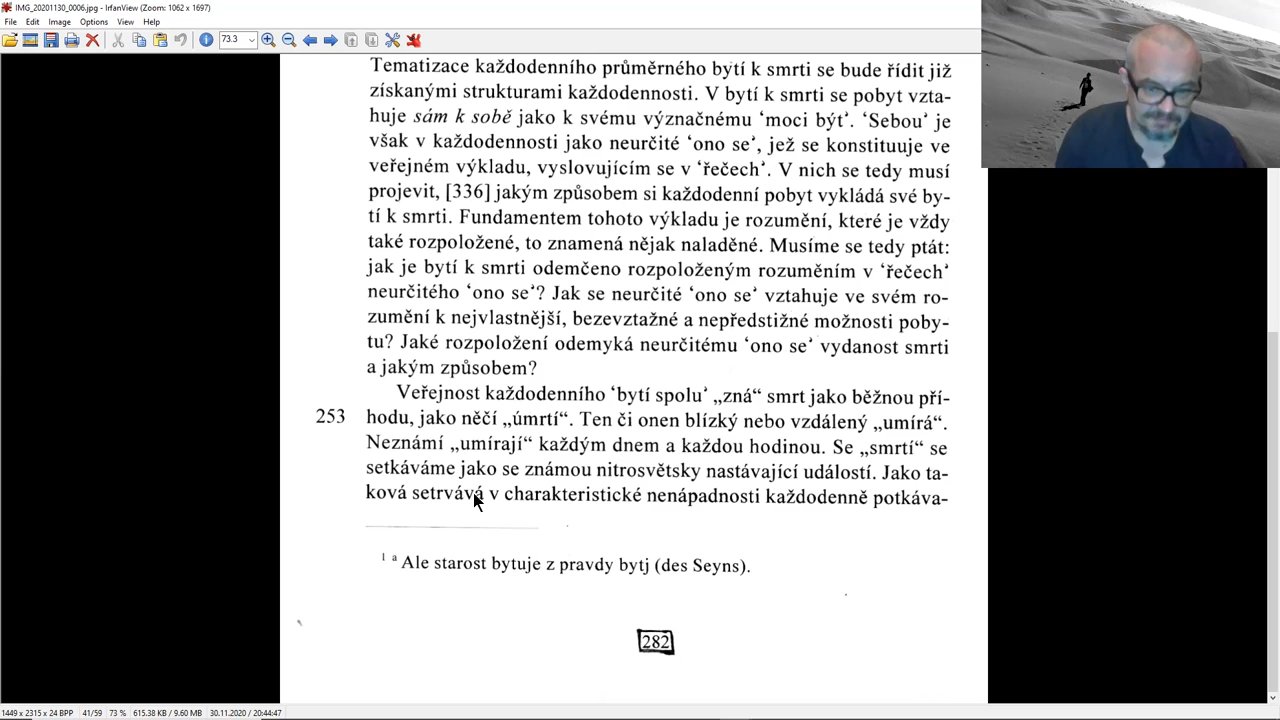 IMG_20201130_0006.jpg - IrfanView (Zoom: 1062 x 1697)
File Edit Image Options View Help
73.3
Tematizace každodenního průměrného bytí k smrti se bude řídit již
získanými strukturami každodennosti. V bytí k smrti se pobyt vzta-
huje sám k sobě jako k svému význačnému ‘moci být’. ‘Sebou’ je
však v každodennosti jako neurčité ‘ono se’, jež se konstituuje ve
veřejném výkladu, vyslovujícím se v ‘řečech’. V nich se tedy musí
projevit, [336] jakým způsobem si každodenní pobyt vykládá své by-
tí k smrti. Fundamentem tohoto výkladu je rozumění, které je vždy
také rozpoložené, to znamená nějak naladěné. Musíme se tedy ptát:
jak je bytí k smrti odemčeno rozpoloženým rozuměním v ‘řečech’
neurčitého ‘ono se’? Jak se neurčité ‘ono se’ vztahuje ve svém ro-
zumění k nejvlastnější, bezevztažné a nepředstižné možnosti poby-
tu? Jaké rozpoložení odemyká neurčitému ‘ono se’ vydanost smrti
a jakým způsobem?
Veřejnost každodenního ‘bytí spolu’ „zná“ smrt jako běžnou pří-
253 hodu, jako něčí „úmrtí“. Ten či onen blízký nebo vzdálený „umírá“.
Neznámí „umírají“ každým dnem a každou hodinou. Se „smrtí“ se
setkáváme jako se známou nitrosvětsky nastávající událostí. Jako ta-
ková setrvává v charakteristické nenápadnosti každodenně potkáva-
1 a Ale starost bytuje z pravdy bytj (des Seyns).
282
1449 x 2315 x 24 BPP 41/59 73 % 615.38 KB / 9.60 MB 30.11.2020 / 20:44:47